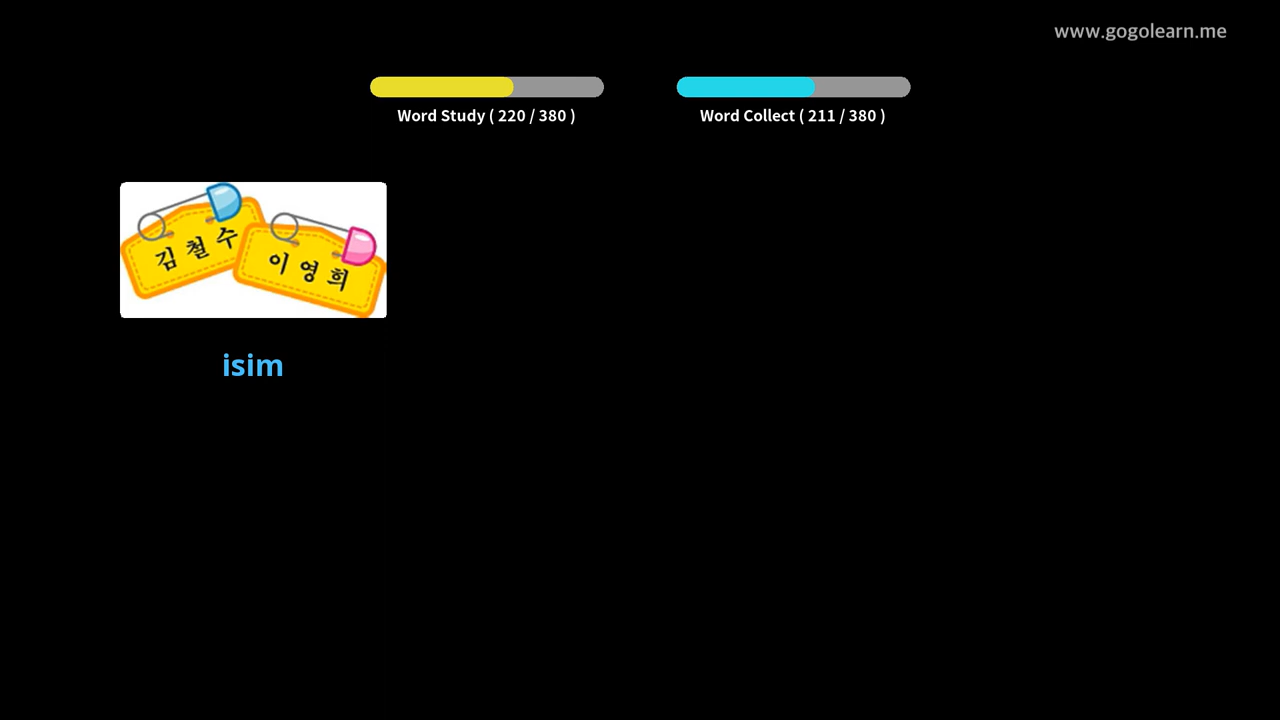 www.gogolearn.me
Word Study ( 220 / 380 )
Word Collect ( 211 / 380 )
김철수
이영희
isim